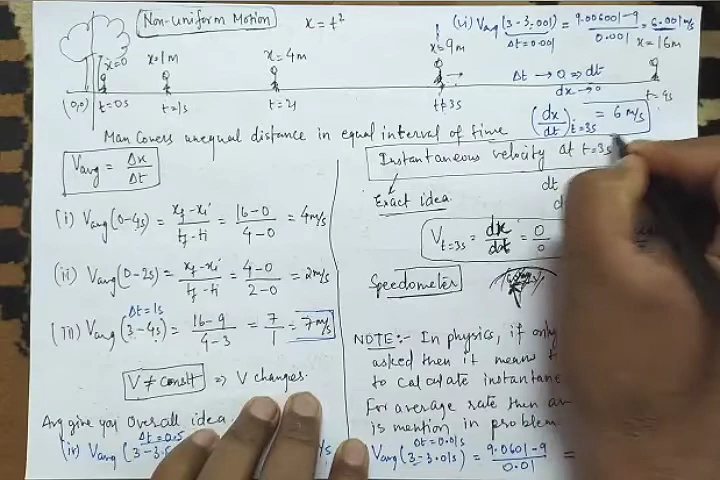 Non-uniform Motion x = t²
(vi) Vavg (3-3.001) = 9.006001-9 / 0.001 = 6.001 m/s
Δt = 0.001
x=0 x=1m x=4m x=9m x=16m
(0,0) t=0s t=1s t=2s t=3s t=4s
Δt → 0 ⇒ dt
dx → 0
(dx/dt) t=3s = 6 m/s
Man Covers unequal distance in equal interval of time
Vavg = Δx/Δt
(i) Vavg (0-4s) = xf-xi / tf-ti = 16-0 / 4-0 = 4m/s
(ii) Vavg (0-2s) = xf-xi / tf-ti = 4-0 / 2-0 = 2m/s
Δt = 1s
(iii) Vavg (3-4s) = 16-9 / 4-3 = 7/1 = 7m/s
V ≠ const ⇒ V changes.
Avg give you Overall idea.
Δt = 0.5
(iv) Vavg (3-3.5
Instantaneous velocity at t=3s
Exact idea. dt
V t=3s = dx/dt = 0/0
Speedometer
NOTE:- In physics, if only
asked then it means
to calculate instantane
For average rate then
is mention in problem
Δt = 0.01s
Vavg (3-3.01s) = 9.0601-9 / 0.01 =